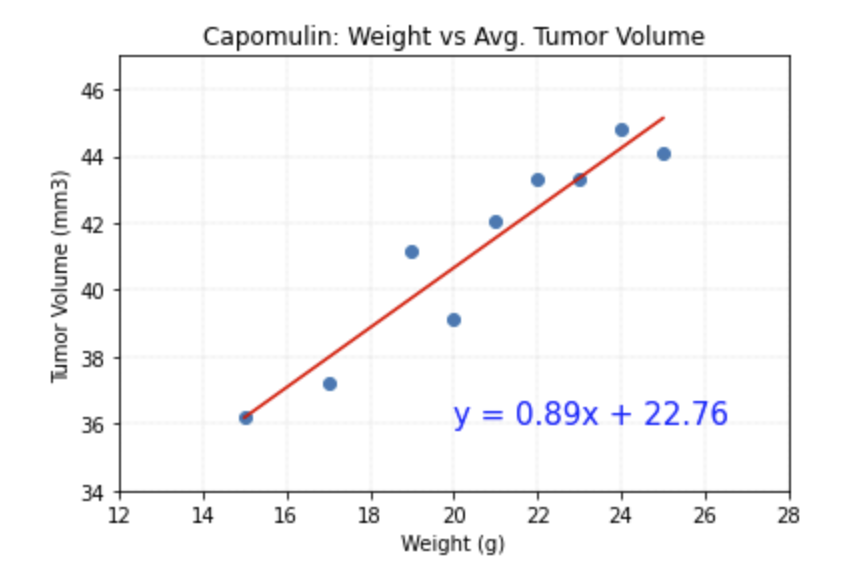 Capomulin: Weight vs Avg. Tumor Volume
46
44
42
40
38
36
34
Tumor Volume (mm3)
y = 0.89x + 22.76
12 14 16 18 20 22 24 26 28
Weight (g)